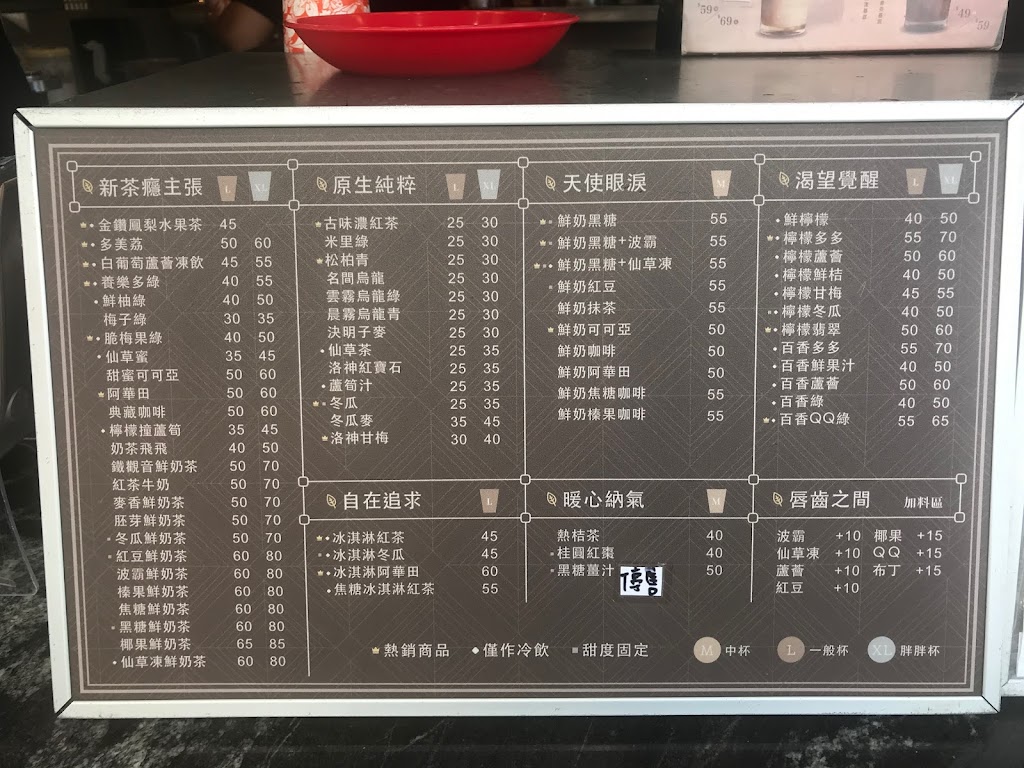 59
69
49
59
新茶癮主張 L XL
金鑽鳳梨水果茶 45
多美荔 50 60
白葡萄蘆薈凍飲 45 55
養樂多綠 40 55
鮮柚綠 40 50
梅子綠 30 35
脆梅果綠 40 50
仙草蜜 35 45
甜蜜可可亞 50 60
阿華田 50 60
典藏咖啡 50 60
檸檬撞蘆筍 35 45
奶茶飛飛 40 50
鐵觀音鮮奶茶 50 70
紅茶牛奶 50 70
麥香鮮奶茶 50 70
胚芽鮮奶茶 50 70
冬瓜鮮奶茶 50 70
紅豆鮮奶茶 60 80
波霸鮮奶茶 60 80
榛果鮮奶茶 60 80
焦糖鮮奶茶 60 80
黑糖鮮奶茶 60 80
椰果鮮奶茶 65 85
仙草凍鮮奶茶 60 80
原生純粹 L XL
古味濃紅茶 25 30
米里綠 25 30
松柏青 25 30
名間烏龍 25 30
雲霧烏龍綠 25 30
晨霧烏龍青 25 30
決明子麥 25 30
仙草茶 25 35
洛神紅寶石 25 35
蘆筍汁 25 35
冬瓜 25 35
冬瓜麥 35 45
洛神甘梅 30 40
天使眼淚 M
鮮奶黑糖 55
鮮奶黑糖+波霸 55
鮮奶黑糖+仙草凍 55
鮮奶紅豆 55
鮮奶抹茶 55
鮮奶可可亞 50
鮮奶咖啡 50
鮮奶阿華田 50
鮮奶焦糖咖啡 55
鮮奶榛果咖啡 55
渴望覺醒 L XL
鮮檸檬 40 50
檸檬多多 55 70
檸檬蘆薈 50 60
檸檬鮮桔 40 50
檸檬甘梅 45 55
檸檬冬瓜 40 50
檸檬翡翠 50 60
百香多多 55 70
百香鮮果汁 40 50
百香蘆薈 50 60
百香綠 40 50
百香QQ綠 55 65
自在追求 L
冰淇淋紅茶 45
冰淇淋冬瓜 45
冰淇淋阿華田 60
焦糖冰淇淋紅茶 55
暖心納氣 M
熱桔茶 40
桂圓紅棗 40
黑糖薑汁 停售 50
唇齒之間 加料區
波霸 +10 椰果 +15
仙草凍 +10 QQ +15
蘆薈 +10 布丁 +15
紅豆 +10
熱銷商品 僅作冷飲 甜度固定 M 中杯 L 一般杯 XL 胖胖杯